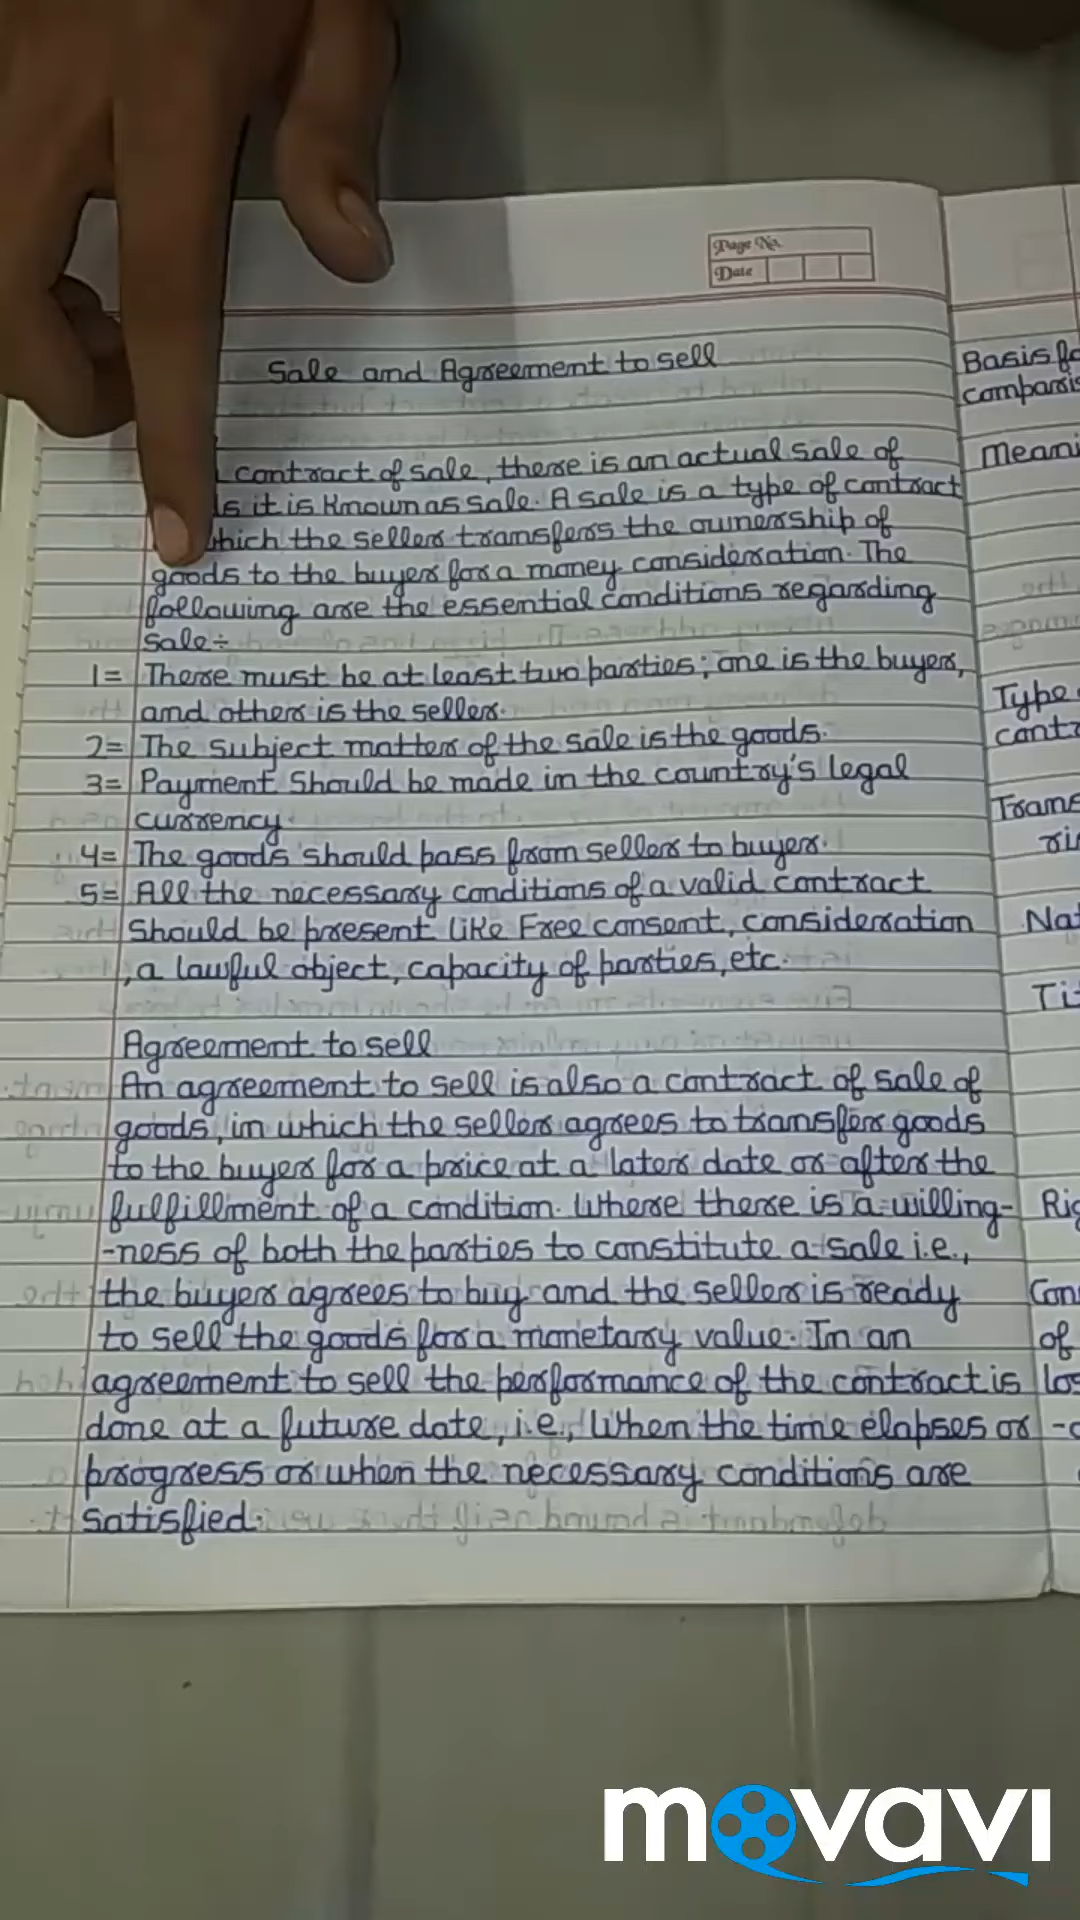 Page No.
Date
Sale and Agreement to sell
contract of sale, there is an actual sale of
it is Known as sale. A sale is a type of contract
which the seller transfers the ownership of
goods to the buyer for a money consideration. The
following are the essential conditions regarding
sale÷
1= There must be at least two parties; one is the buyer,
and other is the seller.
2= The subject matter of the sale is the goods.
3= Payment Should be made in the country's legal
currency.
4= The goods should pass from seller to buyer.
5= All the necessary conditions of a valid contract
Should be present like Free consent, consideration
, a lawful object, capacity of parties, etc.
Agreement to sell
An agreement to sell is also a contract of sale of
goods, in which the seller agrees to transfer goods
to the buyer for a price at a later date or after the
fulfillment of a condition. Where there is a willing-
-ness of both the parties to constitute a sale i.e.,
the buyer agrees to buy and the seller is ready
to sell the goods for a monetary value. In an
agreement to sell the performance of the contract is
done at a future date, i.e., When the time elapses or
progress or when the necessary conditions are
satisfied.
Basis
Type
of
movavi